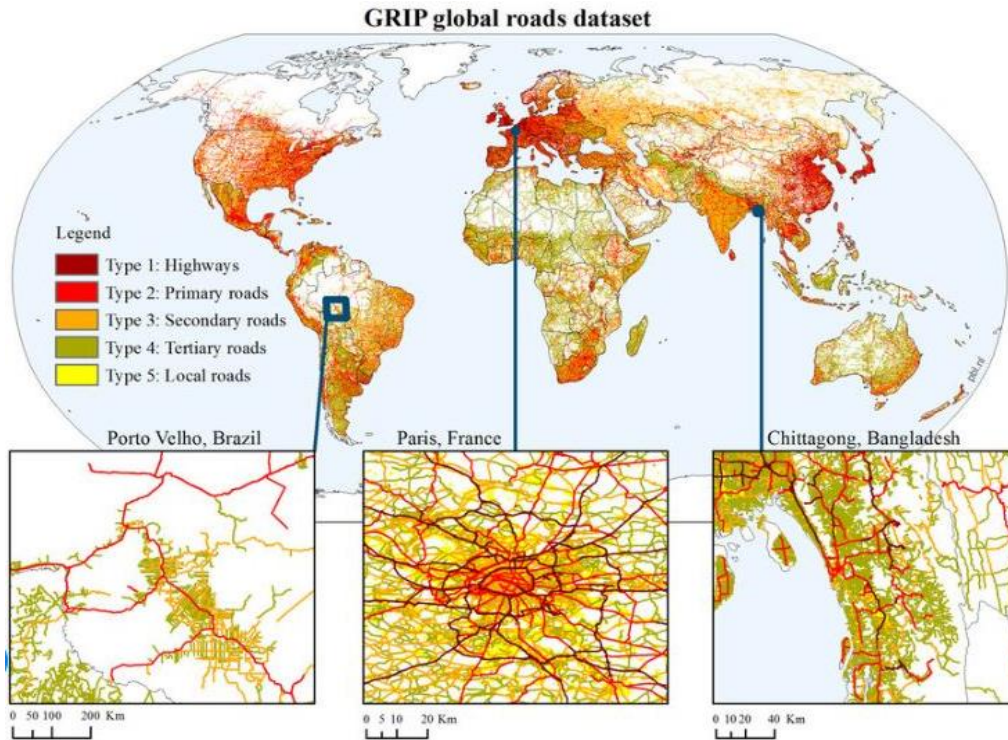 GRIP global roads dataset
Legend
Type 1: Highways
Type 2: Primary roads
Type 3: Secondary roads
Type 4: Tertiary roads
Type 5: Local roads
pbl.nl
Porto Velho, Brazil
Paris, France
Chittagong, Bangladesh
0 50 100 200 Km
0 5 10 20 Km
0 10 20 40 Km